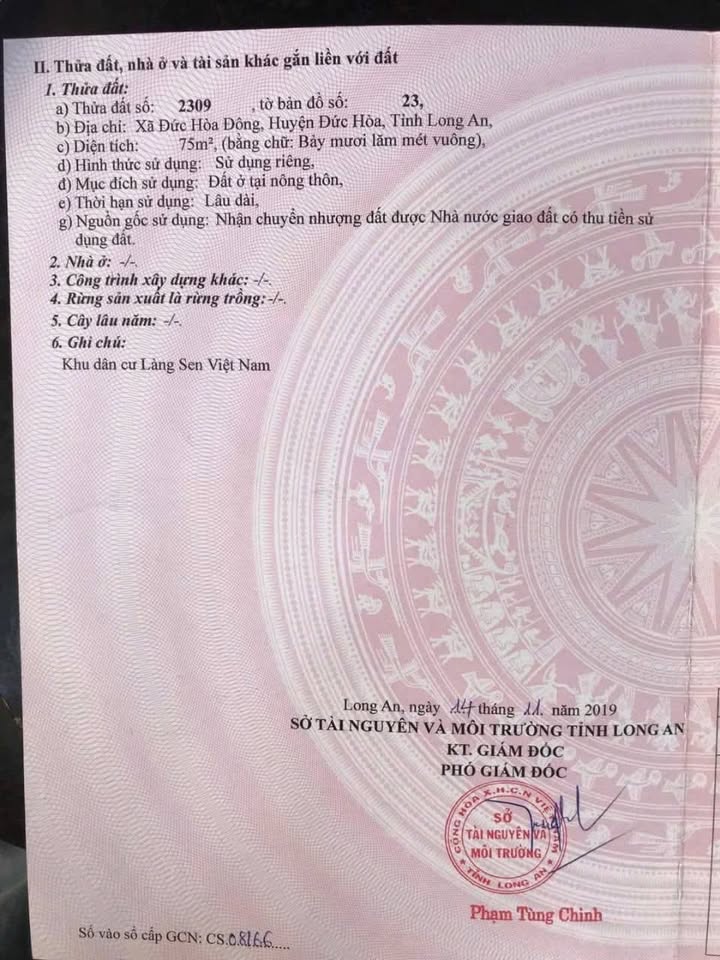 II. Thửa đất, nhà ở và tài sản khác gắn liền với đất
1. Thửa đất:
a) Thửa đất số: 2309 , tờ bản đồ số: 23,
b) Địa chỉ: Xã Đức Hòa Đông, Huyện Đức Hòa, Tỉnh Long An,
c) Diện tích: 75m², (bằng chữ: Bảy mươi lăm mét vuông),
d) Hình thức sử dụng: Sử dụng riêng,
đ) Mục đích sử dụng: Đất ở tại nông thôn,
e) Thời hạn sử dụng: Lâu dài,
g) Nguồn gốc sử dụng: Nhận chuyển nhượng đất được Nhà nước giao đất có thu tiền sử
dụng đất.
2. Nhà ở: -/-.
3. Công trình xây dựng khác: -/-.
4. Rừng sản xuất là rừng trồng: -/-.
5. Cây lâu năm: -/-.
6. Ghi chú:
Khu dân cư Làng Sen Việt Nam
Long An, ngày 14 tháng 11. năm 2019
SỞ TÀI NGUYÊN VÀ MÔI TRƯỜNG TỈNH LONG AN
KT. GIÁM ĐỐC
PHÓ GIÁM ĐỐC
CỘNG HÒA X.H.C.N VIỆT NAM
SỞ
TÀI NGUYÊN VÀ
MÔI TRƯỜNG
★ TỈNH LONG AN ★
Phạm Tùng Chinh
Số vào sổ cấp GCN: CS.08166.....